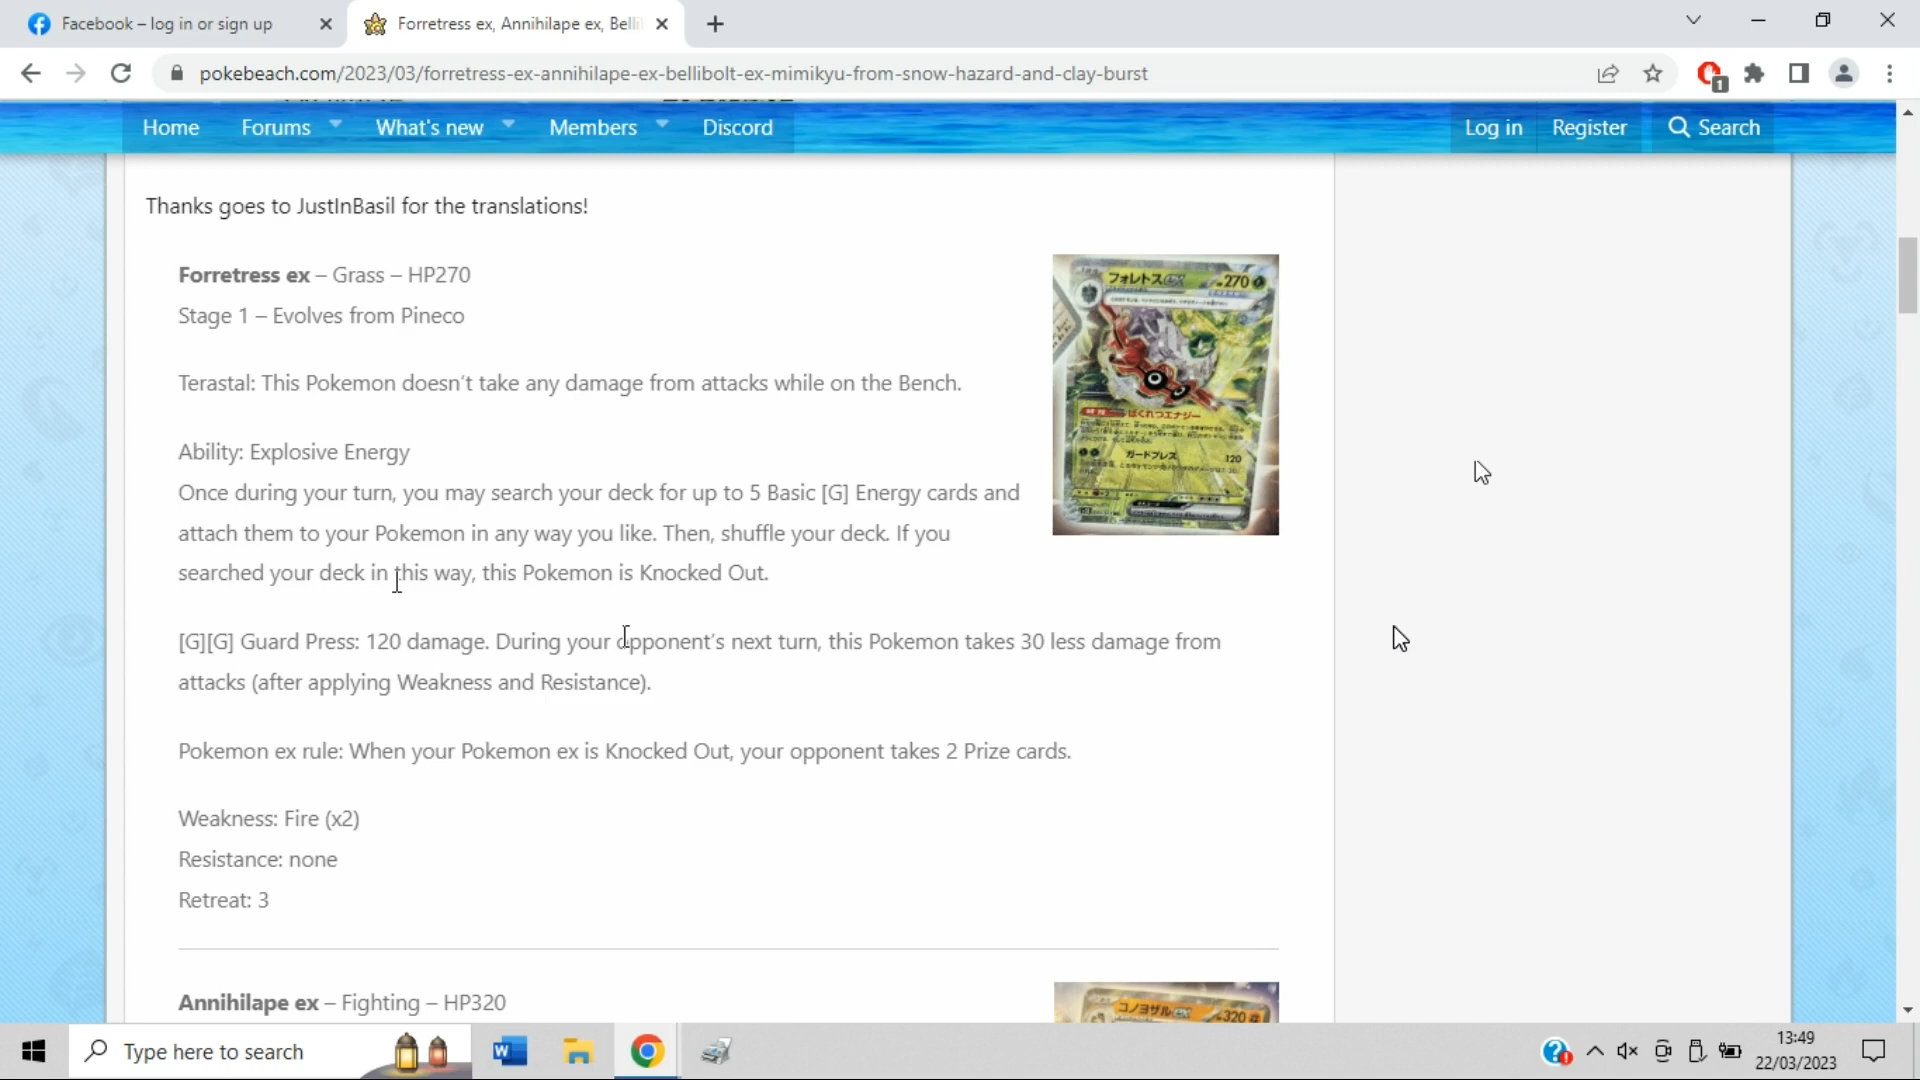 Facebook – log in or sign up
Forretress ex, Annihilape ex, Belli
pokebeach.com/2023/03/forretress-ex-annihilape-ex-bellibolt-ex-mimikyu-from-snow-hazard-and-clay-burst
1
Home Forums What's new Members Discord Log in Register Search
Thanks goes to JustInBasil for the translations!
Forretress ex – Grass – HP270
Stage 1 – Evolves from Pineco
Terastal: This Pokemon doesn't take any damage from attacks while on the Bench.
Ability: Explosive Energy
Once during your turn, you may search your deck for up to 5 Basic [G] Energy cards and
attach them to your Pokemon in any way you like. Then, shuffle your deck. If you
searched your deck in this way, this Pokemon is Knocked Out.
フォレトスex 270
ばくれつエナジー
ガードプレス 120
[G][G] Guard Press: 120 damage. During your opponent's next turn, this Pokemon takes 30 less damage from
attacks (after applying Weakness and Resistance).
Pokemon ex rule: When your Pokemon ex is Knocked Out, your opponent takes 2 Prize cards.
Weakness: Fire (x2)
Resistance: none
Retreat: 3
Annihilape ex – Fighting – HP320
コノヨザルex 320
Type here to search
13:49
22/03/2023